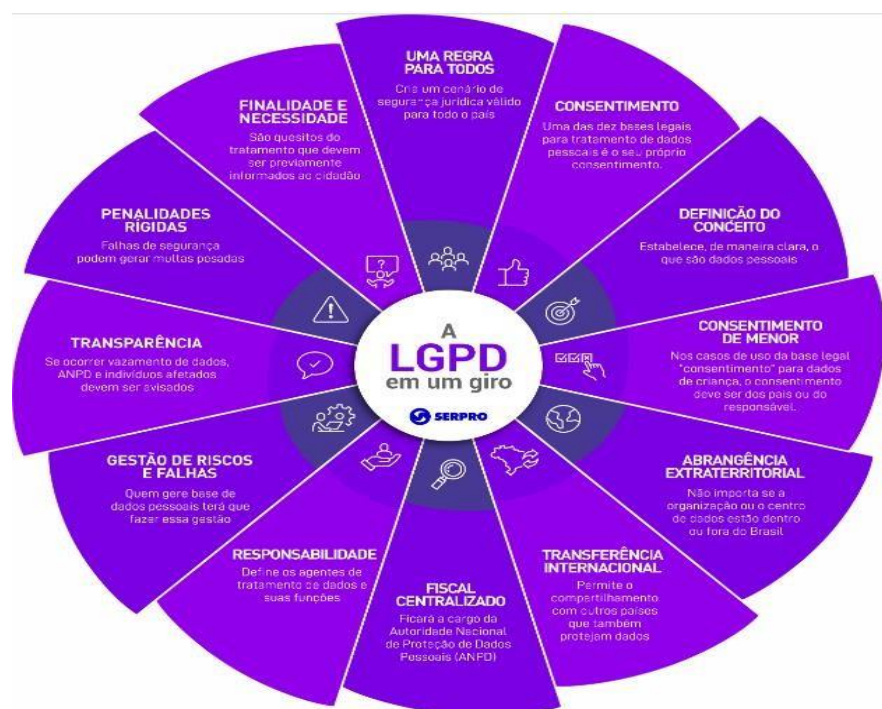 UMA REGRA
PARA TODOS
Cria um cenário de
segurança jurídica válido
para todo o país
CONSENTIMENTO
Uma das dez bases legais
para tratamento de dados
pessoais é o seu próprio
consentimento.
DEFINIÇÃO DO
CONCEITO
Estabelece, de maneira clara, o
que são dados pessoais
CONSENTIMENTO
DE MENOR
Nos casos de uso da base legal
"consentimento" para dados
de criança, o consentimento
deve ser dos pais ou do
responsável.
ABRANGÊNCIA
EXTRATERRITORIAL
Não importa se a
organização ou o centro
de dados estão dentro
ou fora do Brasil
TRANSFERÊNCIA
INTERNACIONAL
Permite o
compartilhamento
com outros países
que também
protejam dados
FISCAL
CENTRALIZADO
Ficará a cargo da
Autoridade Nacional
de Proteção de Dados
Pessoais (ANPD)
RESPONSABILIDADE
Define os agentes de
tratamento de dados e
suas funções
GESTÃO DE RISCOS
E FALHAS
Quem gere base de
dados pessoais terá que
fazer essa gestão
TRANSPARÊNCIA
Se ocorrer vazamento de dados,
ANPD e indivíduos afetados
devem ser avisados
PENALIDADES
RÍGIDAS
Falhas de segurança
podem gerar multas pesadas
FINALIDADE E
NECESSIDADE
São quesitos do
tratamento que devem
ser previamente
informados ao cidadão
A
LGPD
em um giro
SERPRO